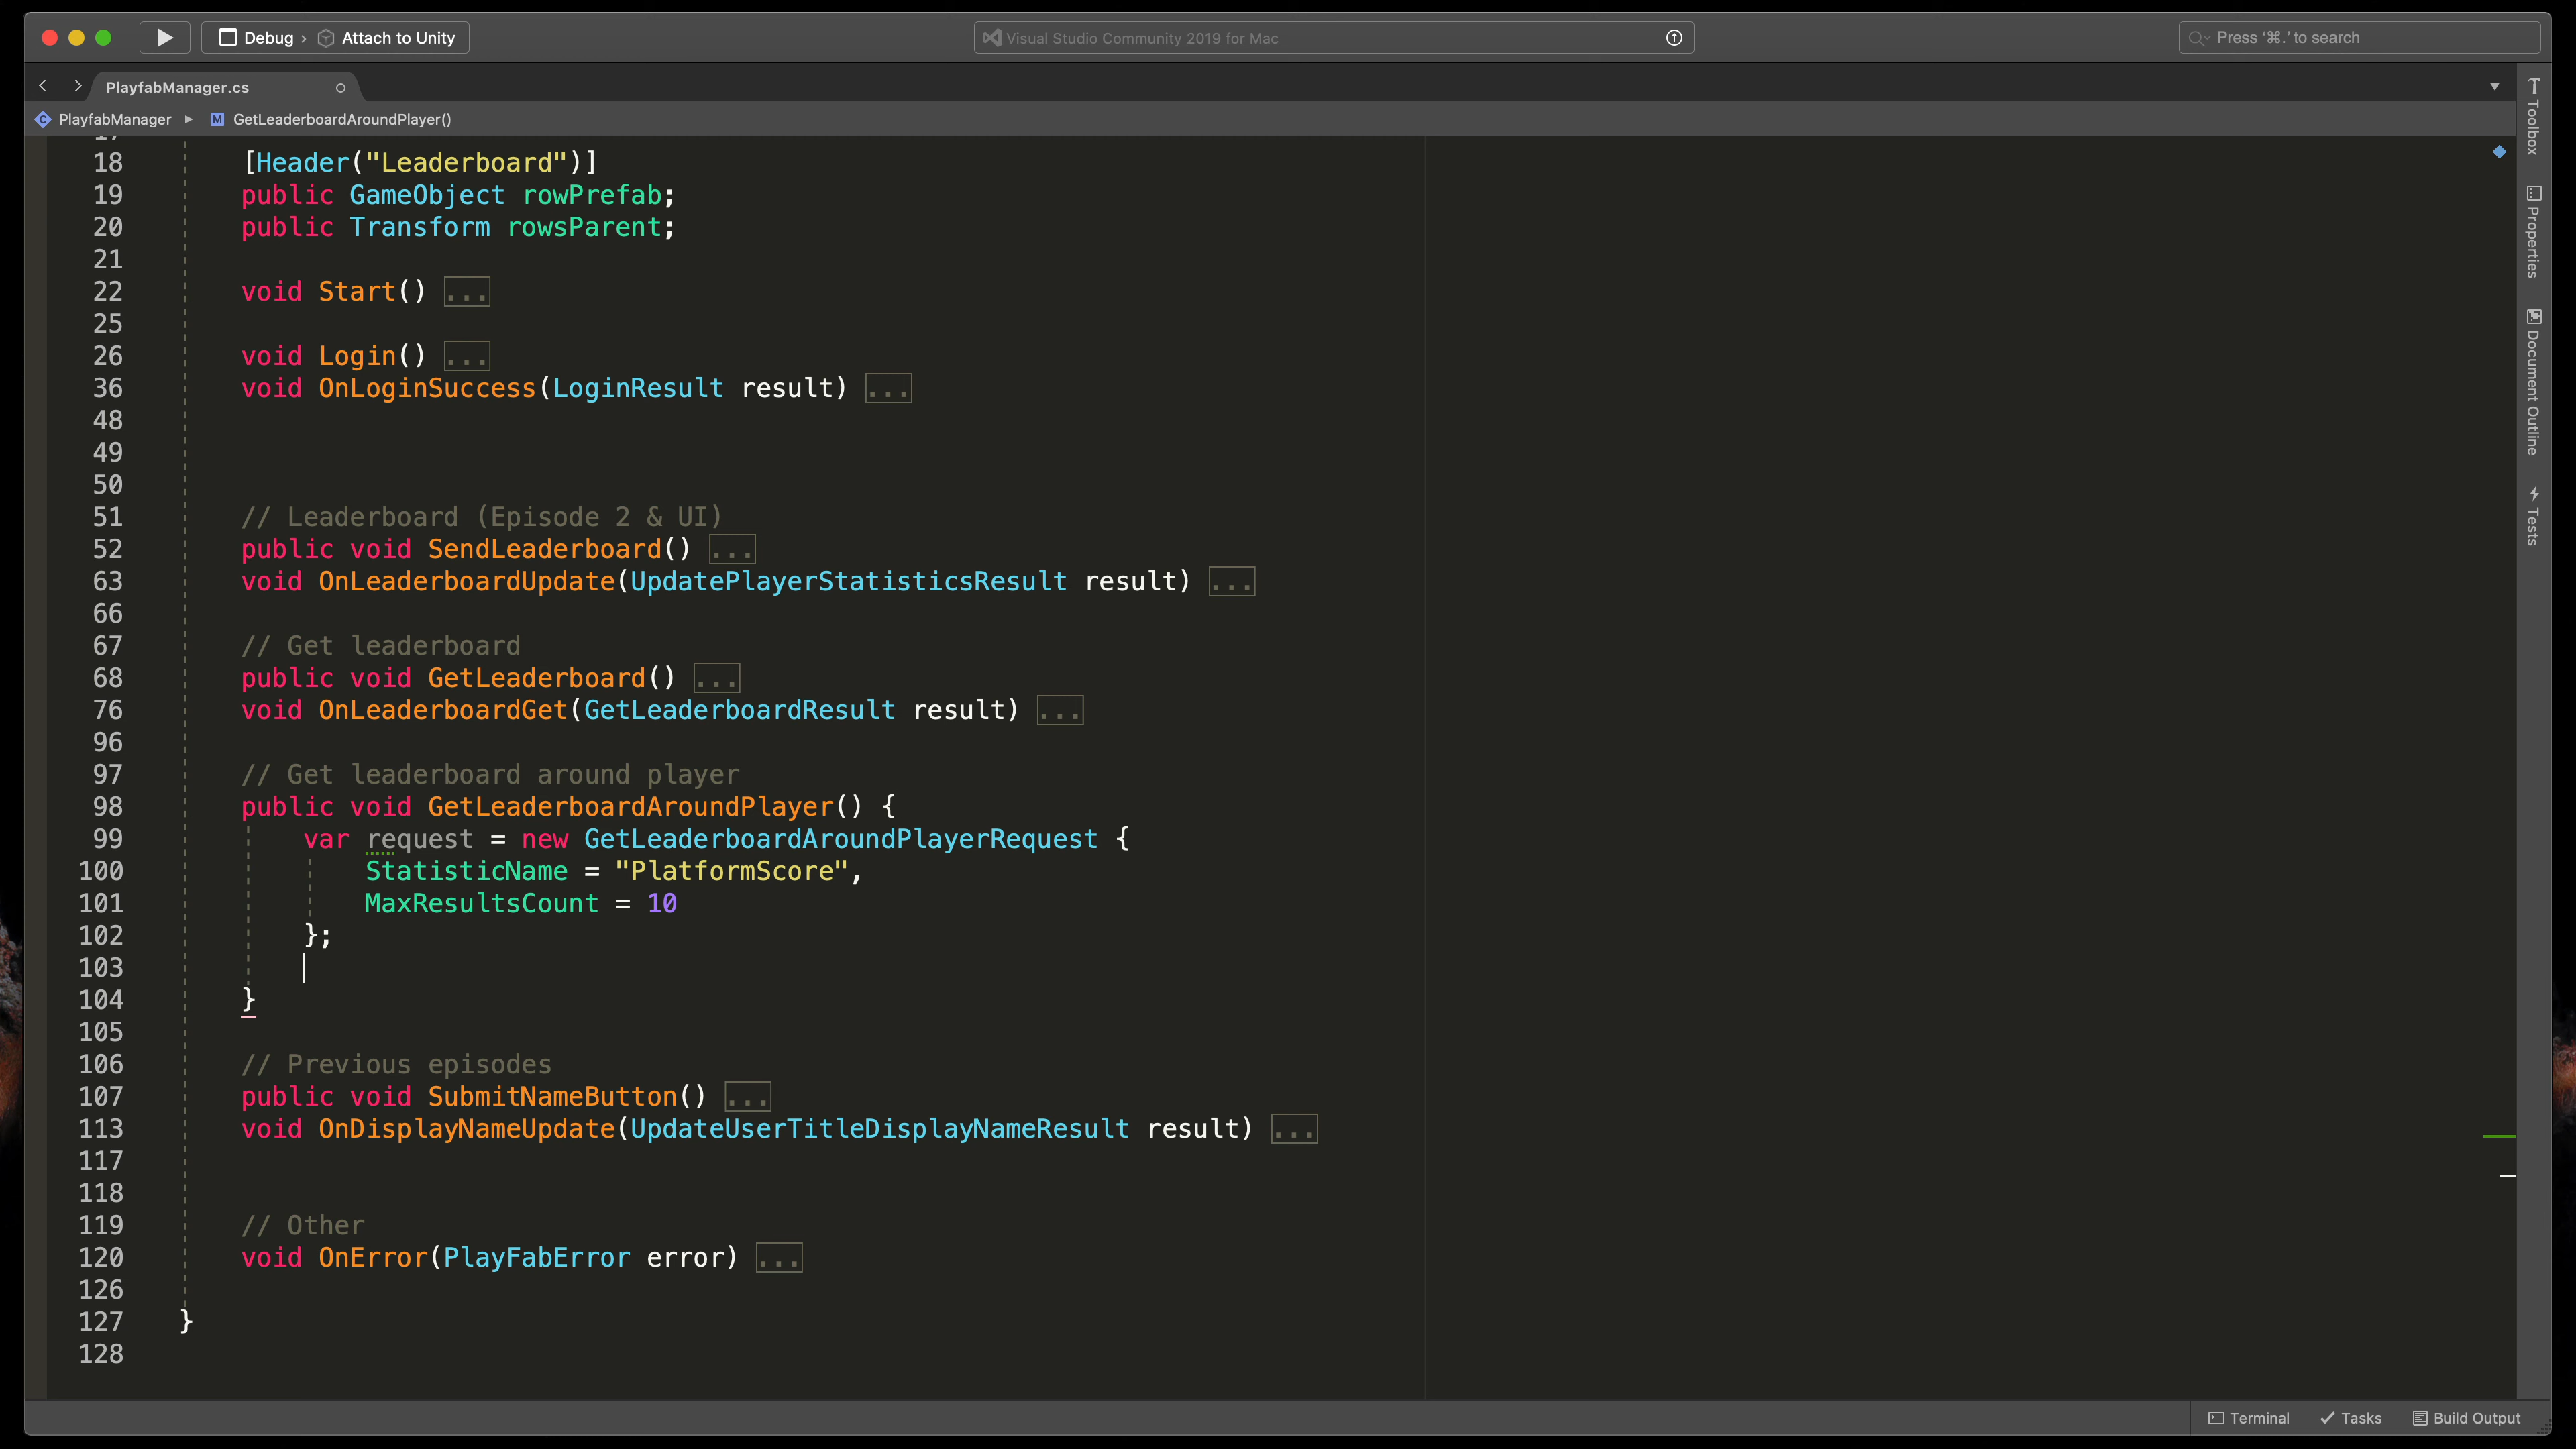 Debug › Attach to Unity
Visual Studio Community 2019 for Mac
Press ‘⌘.’ to search
PlayfabManager.cs
PlayfabManager
GetLeaderboardAroundPlayer()
17
18 [Header("Leaderboard")]
19 public GameObject rowPrefab;
20 public Transform rowsParent;
21
22 void Start() ...
25
26 void Login() ...
36 void OnLoginSuccess(LoginResult result) ...
48
49
50
51 // Leaderboard (Episode 2 & UI)
52 public void SendLeaderboard() ...
63 void OnLeaderboardUpdate(UpdatePlayerStatisticsResult result) ...
66
67 // Get leaderboard
68 public void GetLeaderboard() ...
76 void OnLeaderboardGet(GetLeaderboardResult result) ...
96
97 // Get leaderboard around player
98 public void GetLeaderboardAroundPlayer() {
99 var request = new GetLeaderboardAroundPlayerRequest {
100 StatisticName = "PlatformScore",
101 MaxResultsCount = 10
102 };
103
104 }
105
106 // Previous episodes
107 public void SubmitNameButton() ...
113 void OnDisplayNameUpdate(UpdateUserTitleDisplayNameResult result) ...
117
118
119 // Other
120 void OnError(PlayFabError error) ...
126
127 }
128
Toolbox
Properties
Document Outline
Tests
Terminal
Tasks
Build Output